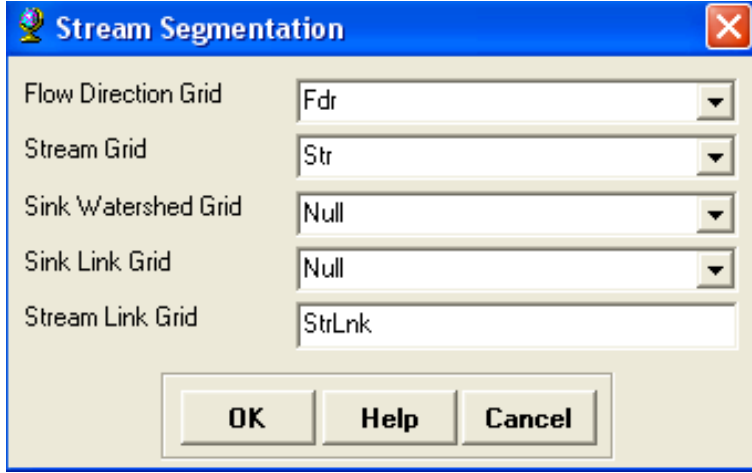 Stream Segmentation
Flow Direction Grid Fdr
Stream Grid Str
Sink Watershed Grid Null
Sink Link Grid Null
Stream Link Grid StrLnk
OK Help Cancel